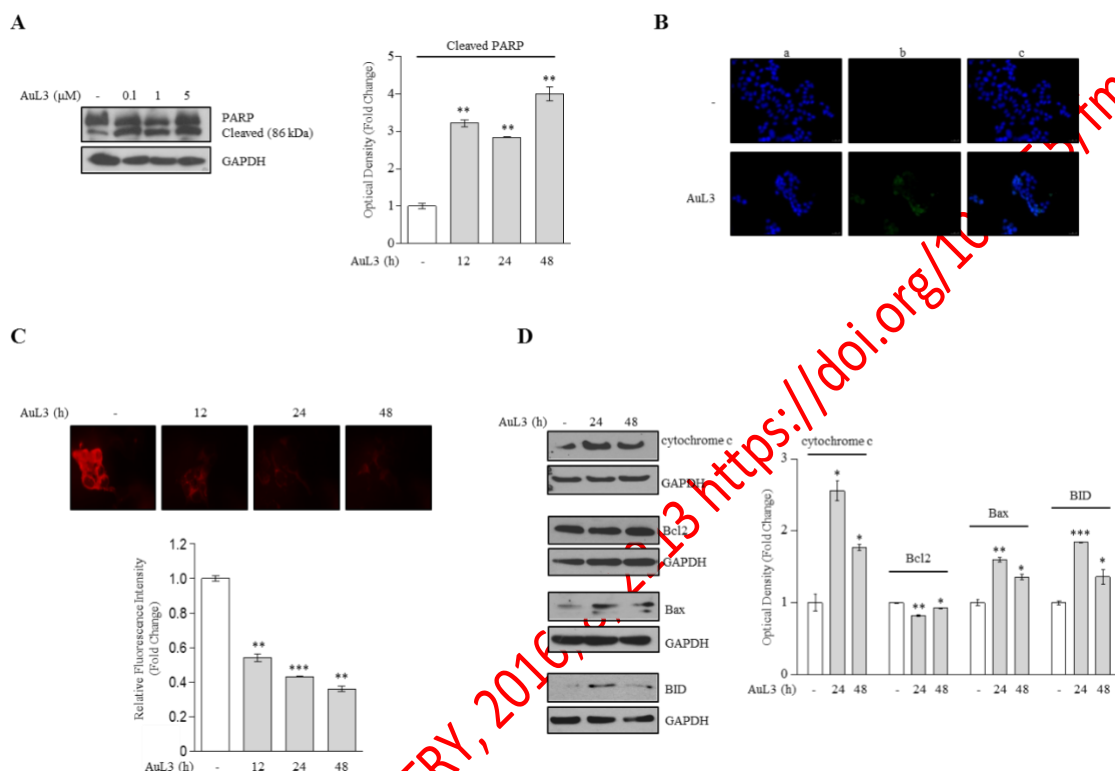 A
AuL3 (μM) - 0.1 1 5
PARP
Cleaved (86 kDa)
GAPDH
Cleaved PARP
Optical Density (Fold Change)
5
4
3
2
1
0
**
**
**
AuL3 (h) - 12 24 48
B
a b c
-
AuL3
C
AuL3 (h) - 12 24 48
Relative Fluorescence Intensity
(Fold Change)
1.2
1
0.8
0.6
0.4
0.2
0
**
***
**
AuL3 (h) - 12 24 48
D
AuL3 (h) - 24 48
cytochrome c
GAPDH
Bcl2
GAPDH
Bax
GAPDH
BID
GAPDH
Optical Density (Fold Change)
3
2
1
0
cytochrome c
*
*
Bcl2
**
*
Bax
**
*
BID
***
*
AuL3 (h) - 24 48 - 24 48 - 24 48 - 24 48
ERY, 2016, https://doi.org/10